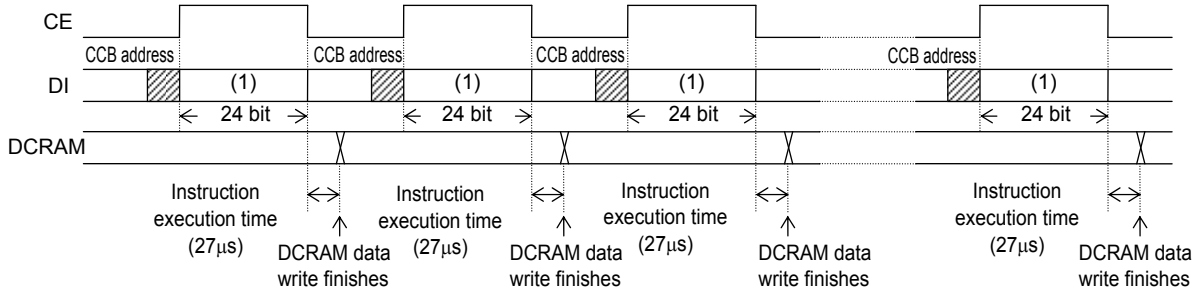 CE
CCB address CCB address CCB address CCB address
DI (1) (1) (1) (1)
24 bit 24 bit 24 bit 24 bit
DCRAM
Instruction Instruction Instruction Instruction
execution time execution time execution time execution time
(27μs) (27μs) (27μs) (27μs)
DCRAM data DCRAM data DCRAM data DCRAM data
write finishes write finishes write finishes write finishes